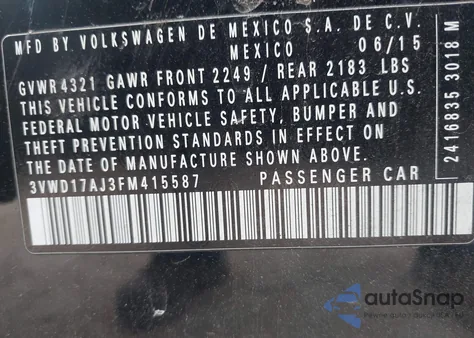 MFD BY VOLKSWAGEN DE MEXICO S.A. DE C.V.
MEXICO 06/15
GVWR 4321 GAWR FRONT 2249 / REAR 2183 LBS
THIS VEHICLE CONFORMS TO ALL APPLICABLE U.S.
FEDERAL MOTOR VEHICLE SAFETY, BUMPER AND
THEFT PREVENTION STANDARDS IN EFFECT ON
THE DATE OF MANUFACTURE SHOWN ABOVE.
3VWD17AJ3FM415587 PASSENGER CAR
2416835 3018 M
autoSnap